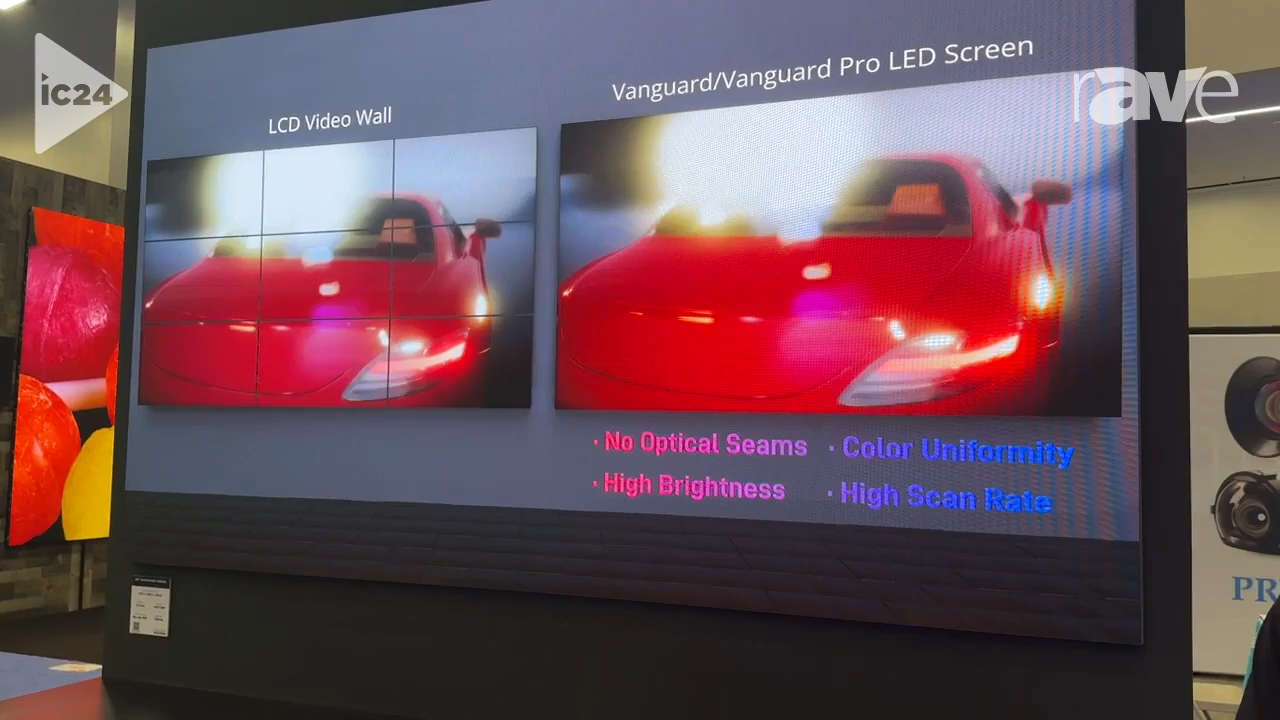 ic24
rave
LCD Video Wall
Vanguard/Vanguard Pro LED Screen
· No Optical Seams
· Color Uniformity
· High Brightness
· High Scan Rate
PR